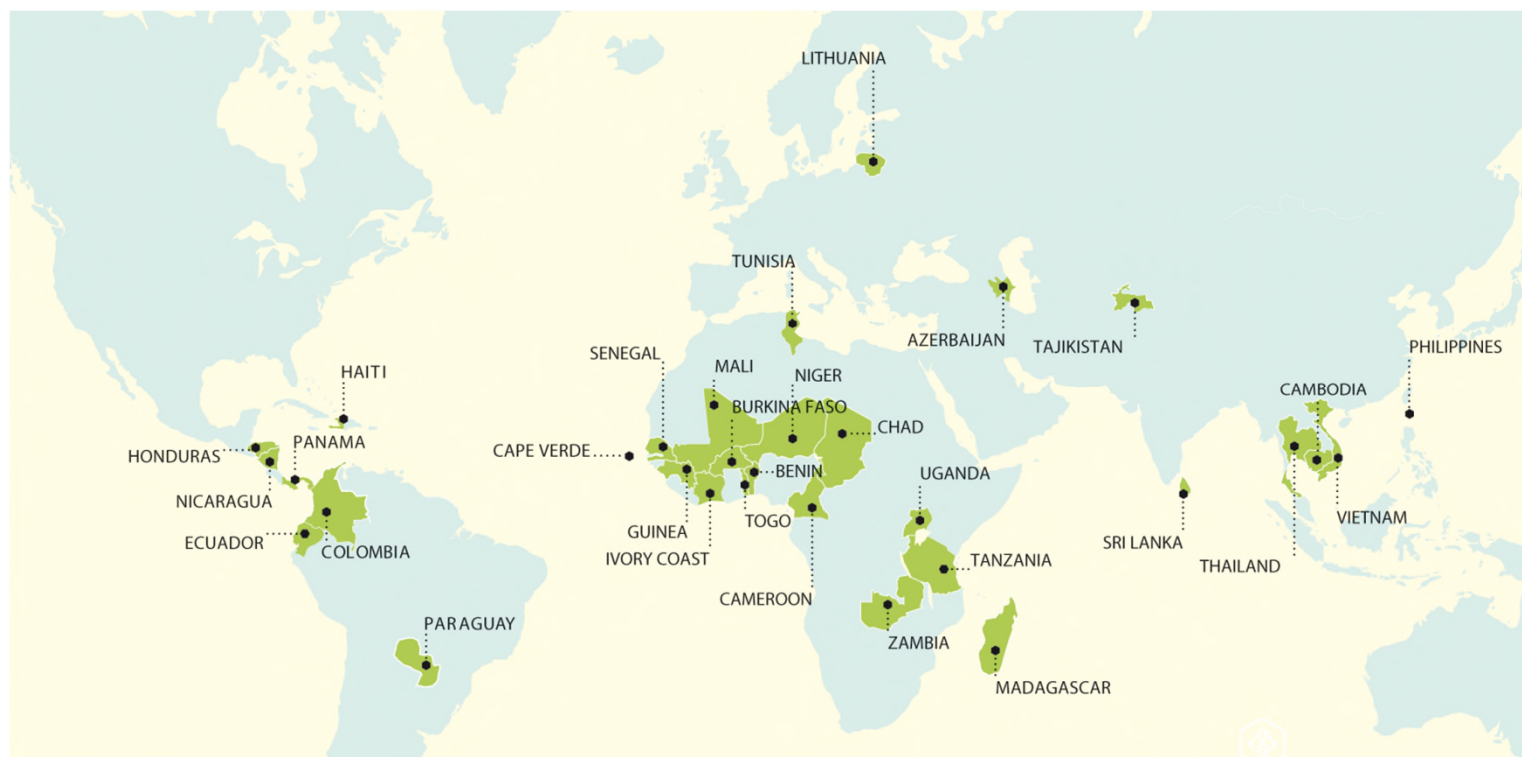 LITHUANIA
TUNISIA
AZERBAIJAN
TAJIKISTAN
PHILIPPINES
SENEGAL
MALI
NIGER
HAITI
CAMBODIA
BURKINA FASO
CHAD
PANAMA
HONDURAS
CAPE VERDE
BENIN
UGANDA
NICARAGUA
GUINEA
TOGO
VIETNAM
ECUADOR
COLOMBIA
IVORY COAST
SRI LANKA
TANZANIA
THAILAND
CAMEROON
PARAGUAY
ZAMBIA
MADAGASCAR